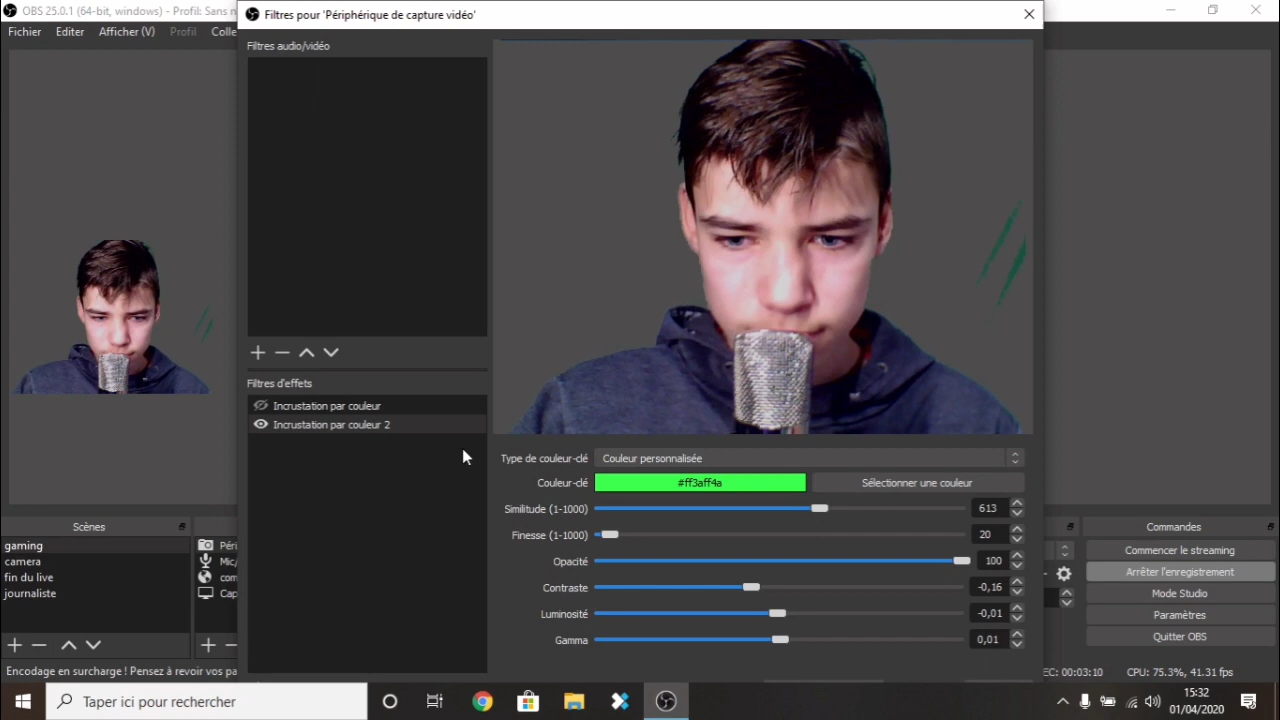 OBS 25.0.1 (64-bit, windows) - Profil: Sans n
Fichier Editer Afficher (V) Profil Colle
Filtres pour 'Périphérique de capture vidéo'
Filtres audio/vidéo
Filtres d'effets
Incrustation par couleur
Incrustation par couleur 2
Type de couleur-clé Couleur personnalisée
Couleur-clé #ff3aff4a Sélectionner une couleur
Similitude (1-1000) 613
Finesse (1-1000) 20
Opacité 100
Contraste -0,16
Luminosité -0,01
Gamma 0,01
Scènes
gaming
camera
fin du live
journaliste
Péri
Mic/
com
Cap
Commandes
Commencer le streaming
Arrêter l'enregistrement
Mode Studio
Paramètres
Quitter OBS
Encodage en surcharge ! Pensez à revoir vos pa
EC: 00:03:10 CPU: 75.3%, 41.31 fps
Taper ici pour rechercher
15:32
01/04/2020